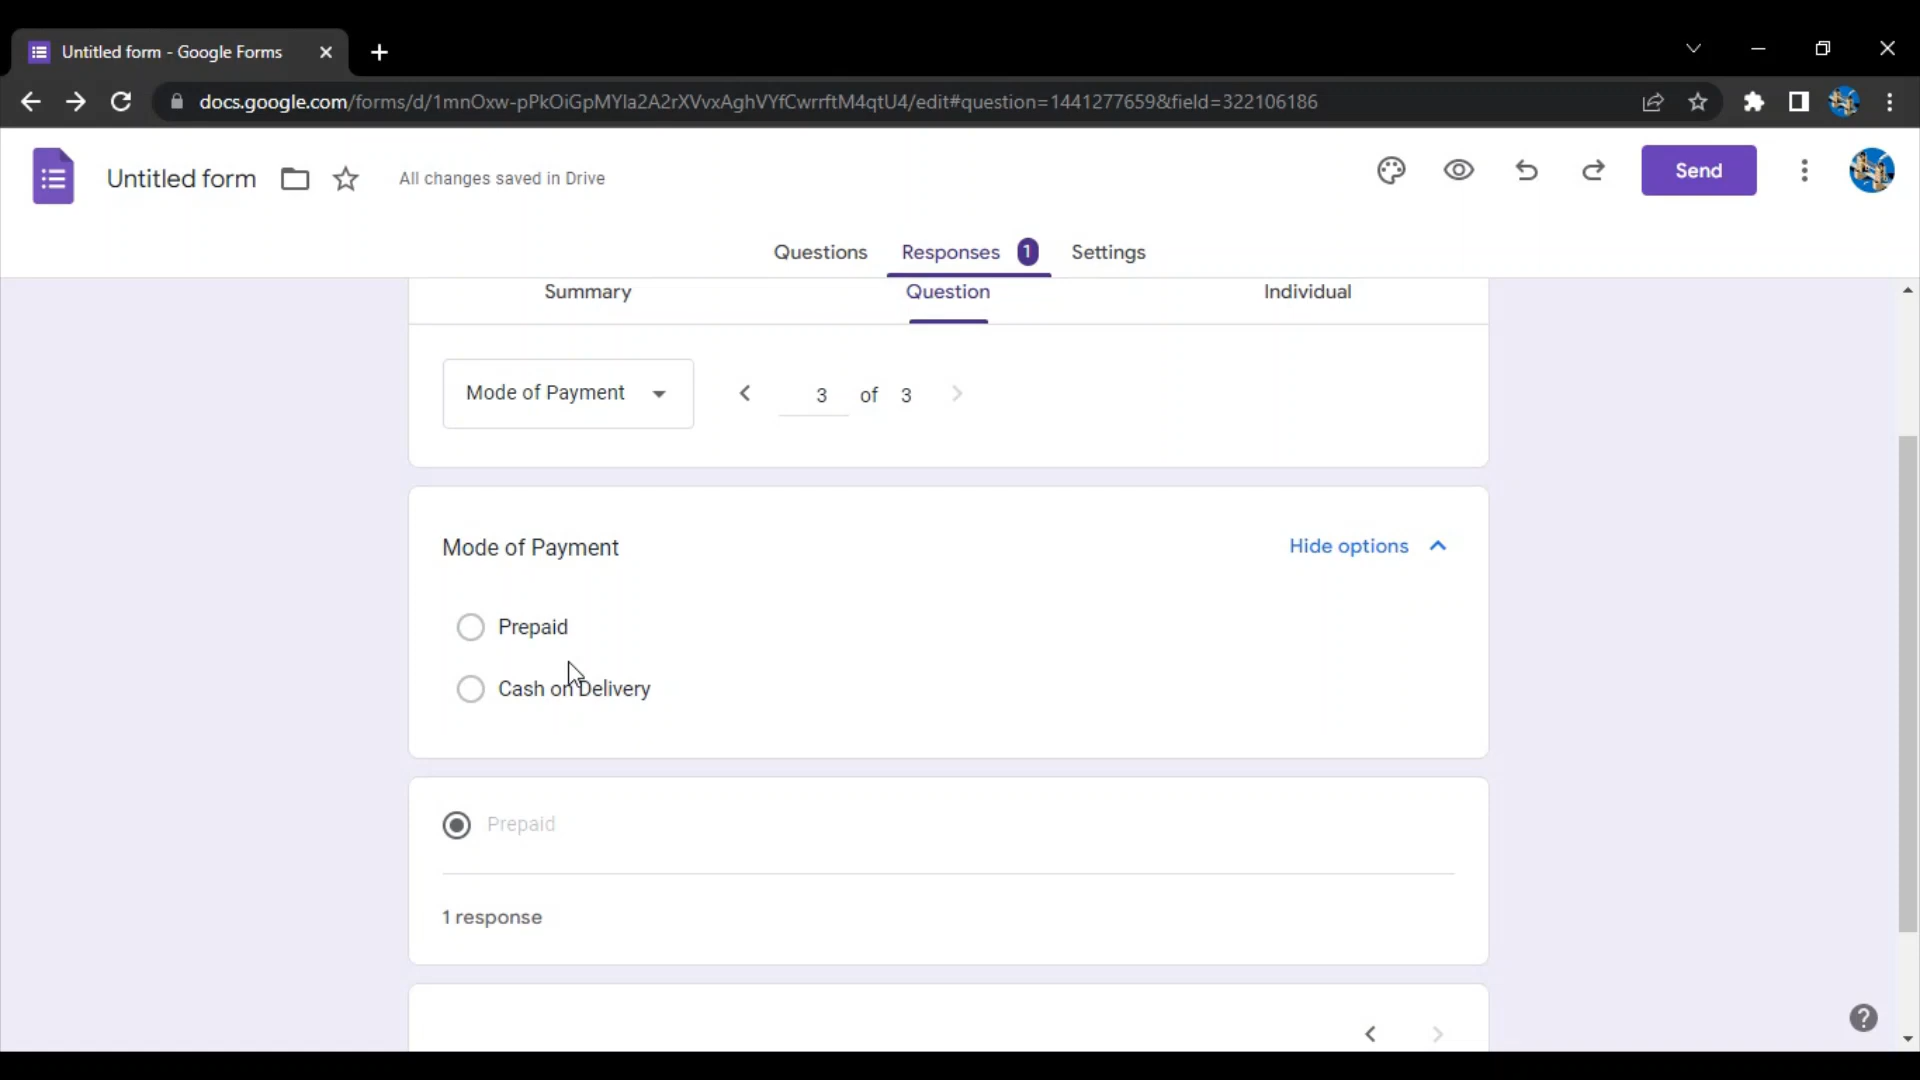 Untitled form - Google Forms
docs.google.com/forms/d/1mnOxw-pPkOiGpMYla2A2rXVvxAghVYfCwrrftM4qtU4/edit#question=1441277659&field=322106186
Untitled form
All changes saved in Drive
Send
Questions
Responses 1
Settings
Summary
Question
Individual
Mode of Payment
3 of 3
Mode of Payment
Hide options
Prepaid
Cash on Delivery
Prepaid
1 response